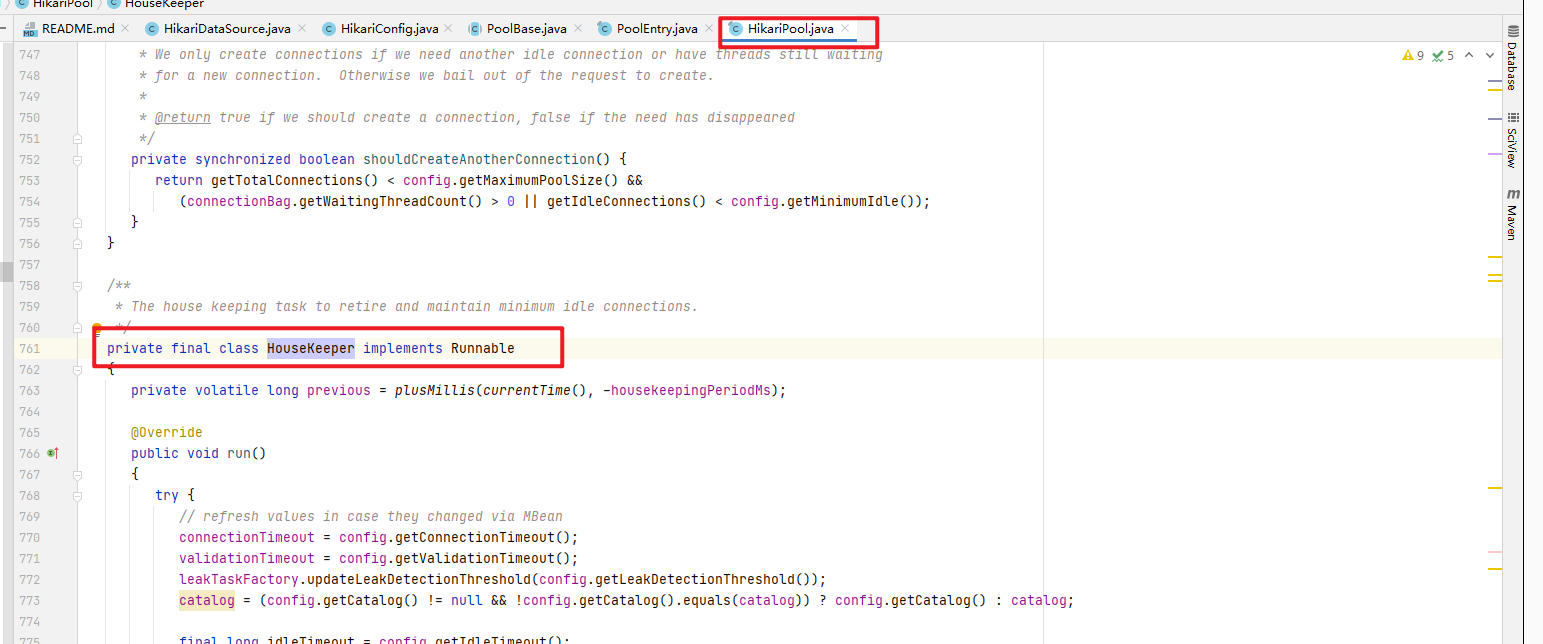 HikariPool HouseKeeper
README.md HikariDataSource.java HikariConfig.java PoolBase.java PoolEntry.java HikariPool.java
747 * We only create connections if we need another idle connection or have threads still waiting
748 * for a new connection.  Otherwise we bail out of the request to create.
749 *
750 * @return true if we should create a connection, false if the need has disappeared
751 */
752 private synchronized boolean shouldCreateAnotherConnection() {
753 return getTotalConnections() < config.getMaximumPoolSize() &&
754 (connectionBag.getWaitingThreadCount() > 0 || getIdleConnections() < config.getMinimumIdle());
755 }
756 }
757
758 /**
759 * The house keeping task to retire and maintain minimum idle connections.
760 */
761 private final class HouseKeeper implements Runnable
762 {
763 private volatile long previous = plusMillis(currentTime(), -housekeepingPeriodMs);
764
765 @Override
766 public void run()
767 {
768 try {
769 // refresh values in case they changed via MBean
770 connectionTimeout = config.getConnectionTimeout();
771 validationTimeout = config.getValidationTimeout();
772 leakTaskFactory.updateLeakDetectionThreshold(config.getLeakDetectionThreshold());
773 catalog = (config.getCatalog() != null && !config.getCatalog().equals(catalog)) ? config.getCatalog() : catalog;
774
775 final long idleTimeout = config.getIdleTimeout();
9 5
Database
SciView
m Maven